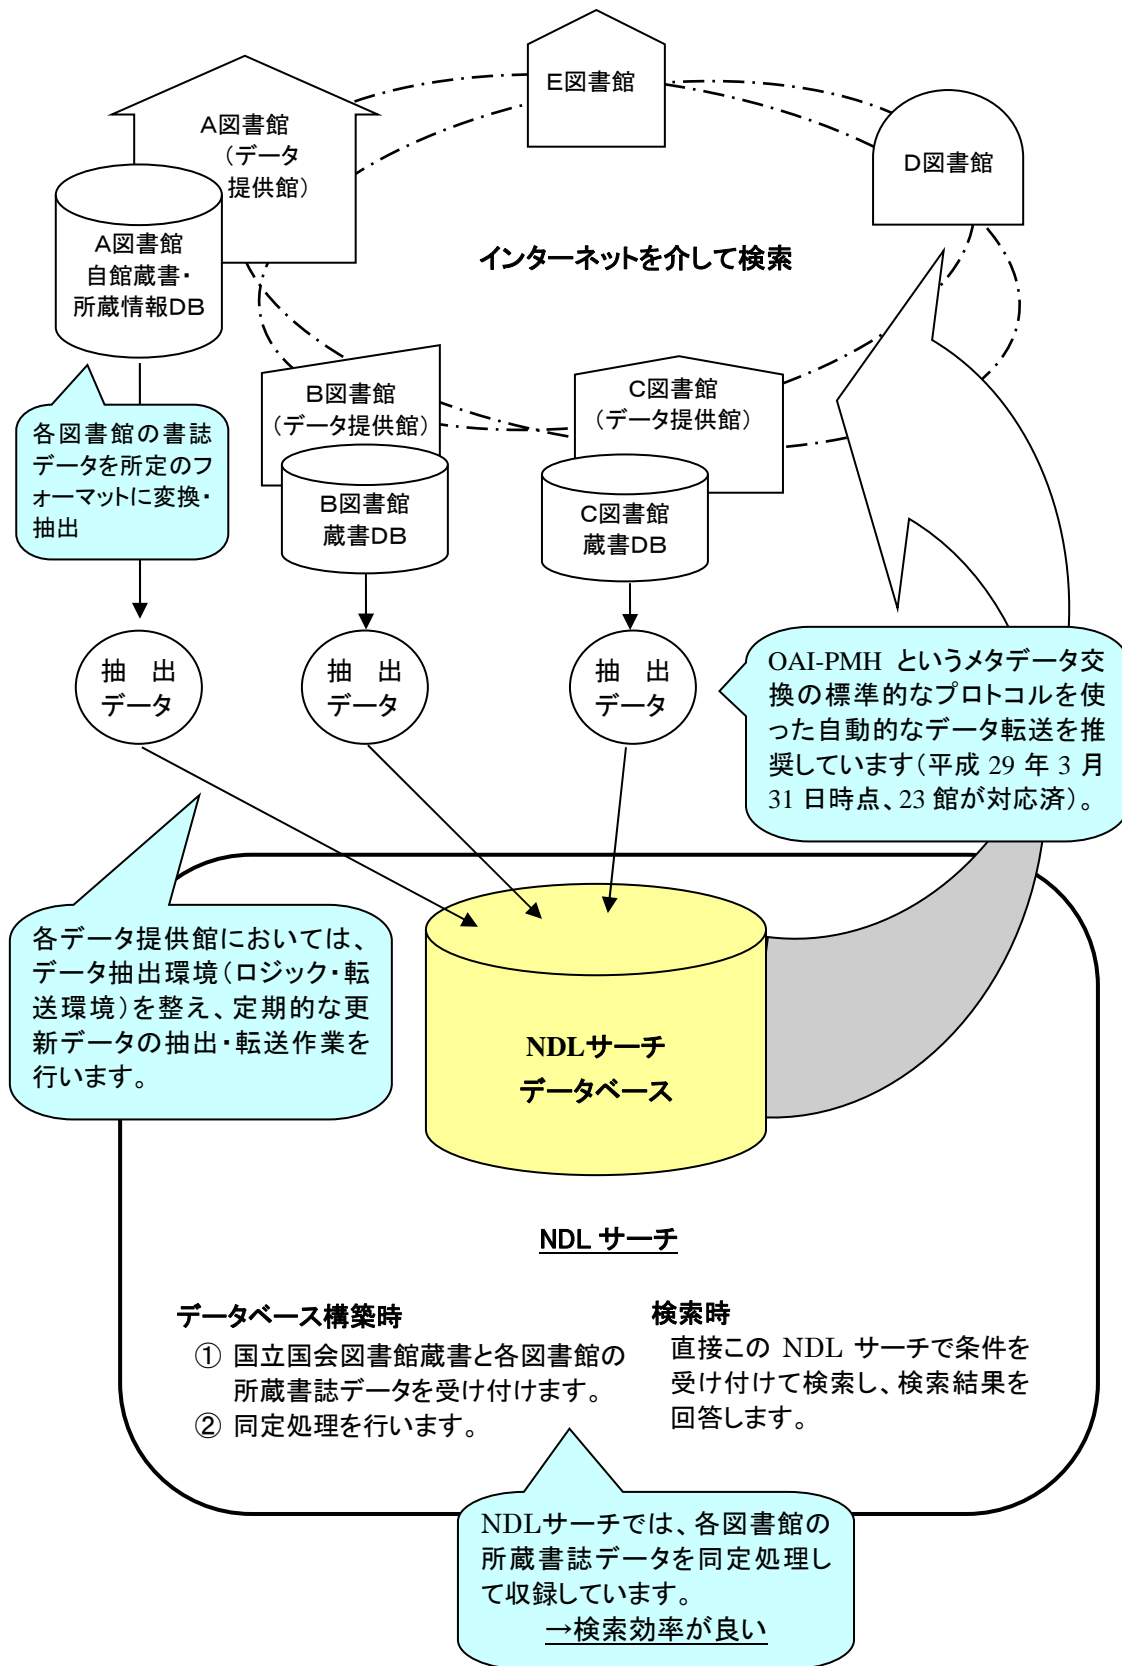 E図書館
A図書館
（データ
提供館）
D図書館
A図書館
自館蔵書・
所蔵情報DB
インターネットを介して検索
B図書館
（データ提供館）
C図書館
（データ提供館）
各図書館の書誌
データを所定のフ
ォーマットに変換・
抽出
B図書館
蔵書DB
C図書館
蔵書DB
抽　出
データ
抽　出
データ
抽　出
データ
OAI-PMH というメタデータ交
換の標準的なプロトコルを使
った自動的なデータ転送を推
奨しています（平成 29 年 3 月
31 日時点、23 館が対応済）。
各データ提供館においては、
データ抽出環境（ロジック・転
送環境）を整え、定期的な更
新データの抽出・転送作業を
行います。
NDLサーチ
データベース
NDL サーチ
データベース構築時
① 国立国会図書館蔵書と各図書館の
所蔵書誌データを受け付けます。
② 同定処理を行います。
検索時
直接この NDL サーチで条件を
受け付けて検索し、検索結果を
回答します。
NDLサーチでは、各図書館の
所蔵書誌データを同定処理し
て収録しています。
→検索効率が良い